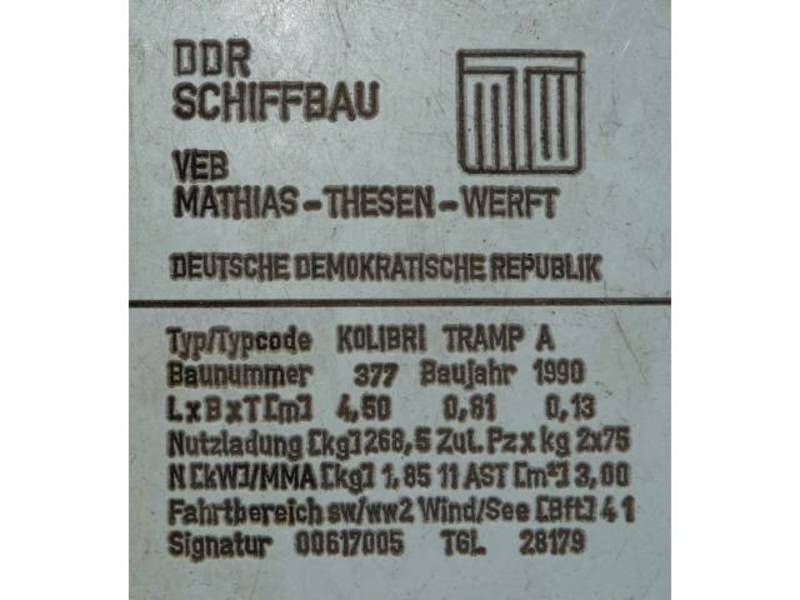 DDR
SCHIFFBAU
MTW
VEB
MATHIAS-THESEN-WERFT
DEUTSCHE DEMOKRATISCHE REPUBLIK
Typ/Typcode KOLIBRI TRAMP A
Baunummer 377 Baujahr 1990
LxBxT[m] 4,50 0,81 0,13
Nutzladung [kg] 268,5 Zul. Pz x kg 2x75
N[kW]/MMA[kg] 1,85 11 AST [m²] 3,00
Fahrtbereich sw/ww2 Wind/See [Bft] 4 1
Signatur 00617005 TGL 28179